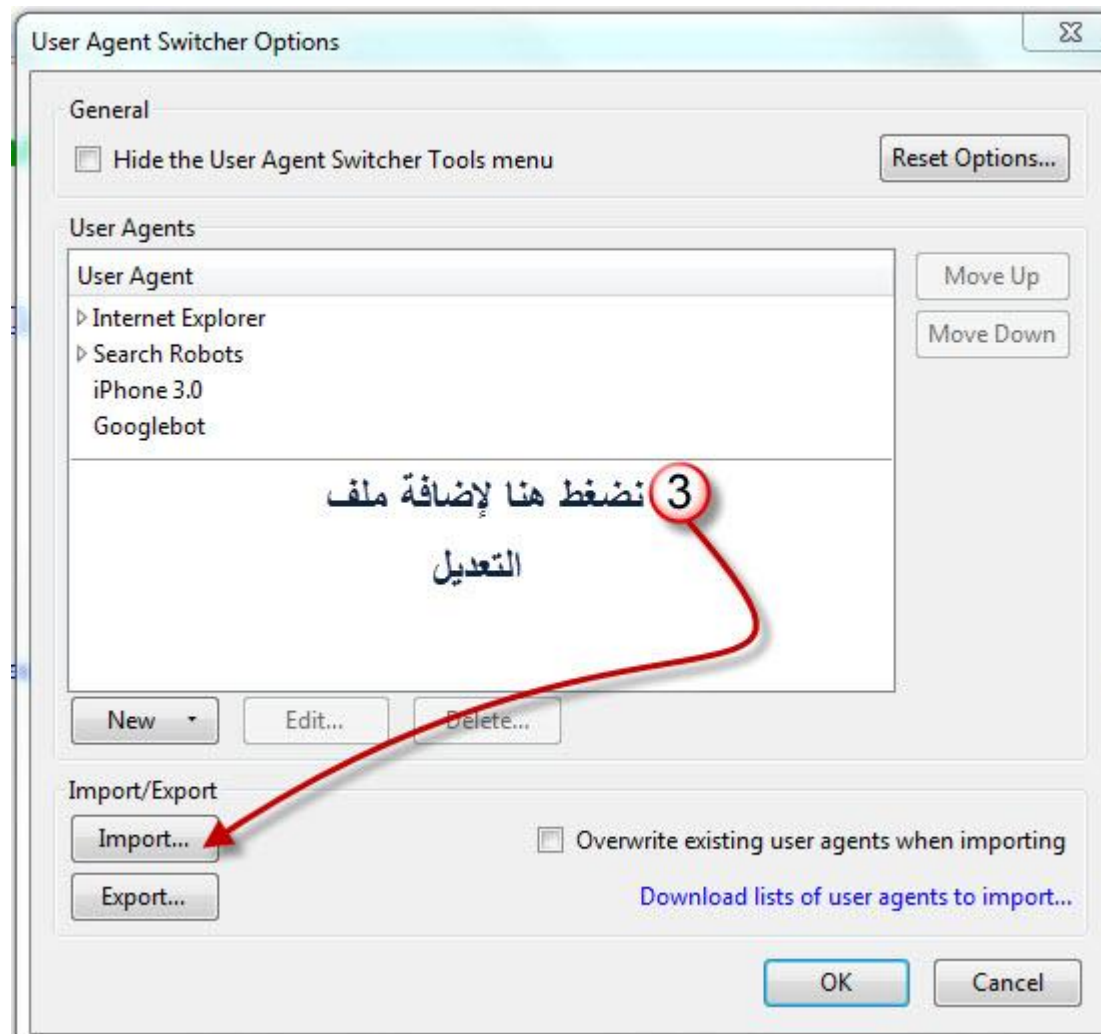 User Agent Switcher Options
General
Hide the User Agent Switcher Tools menu
Reset Options...
User Agents
User Agent
Move Up
Internet Explorer
Move Down
Search Robots
iPhone 3.0
Googlebot
3 نضغط هنا لإضافة ملف
التعديل
New
Edit...
Delete...
Import/Export
Import...
Overwrite existing user agents when importing
Export...
Download lists of user agents to import...
OK
Cancel